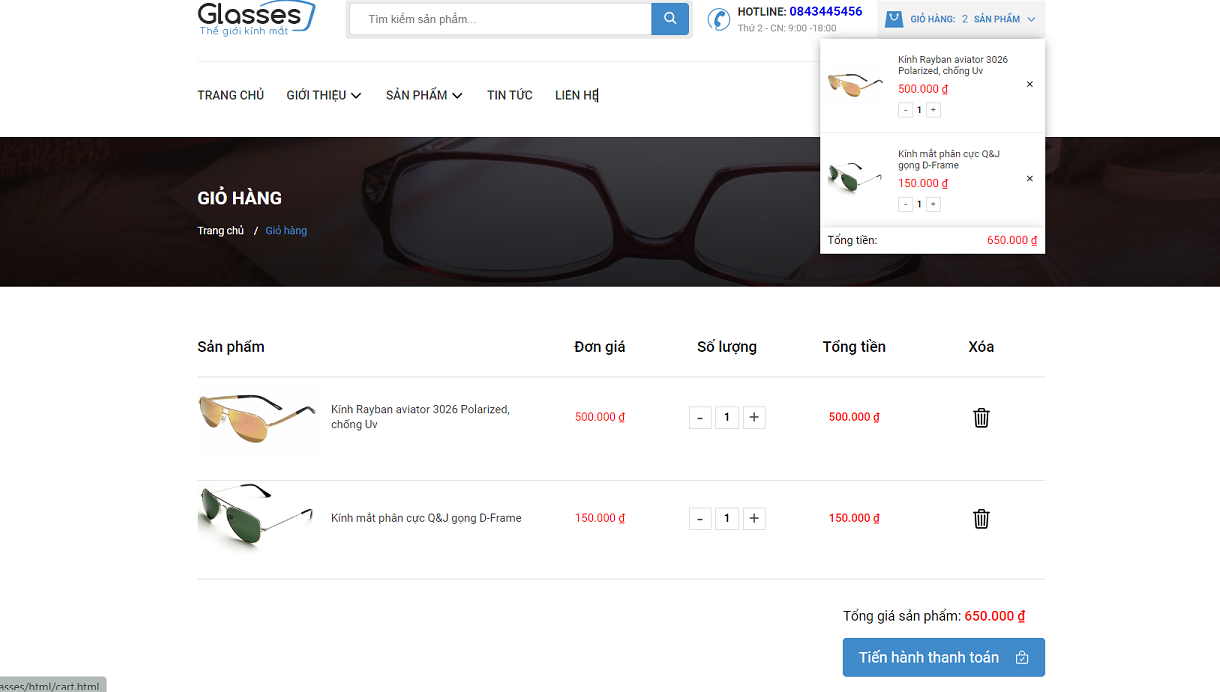 Glasses
Thế giới kính mắt
Tìm kiếm sản phẩm...
HOTLINE: 0843445456
Thứ 2 - CN: 9:00 -18:00
GIỎ HÀNG: 2 SẢN PHẨM
TRANG CHỦ GIỚI THIỆU SẢN PHẨM TIN TỨC LIÊN HỆ
Kính Rayban aviator 3026
Polarized, chống Uv
500.000 ₫
- 1 +
Kính mắt phân cực Q&J
gọng D-Frame
150.000 ₫
- 1 +
Tổng tiền: 650.000 ₫
GIỎ HÀNG
Trang chủ / Giỏ hàng
Sản phẩm Đơn giá Số lượng Tổng tiền Xóa
Kính Rayban aviator 3026 Polarized,
chống Uv
500.000 ₫ - 1 + 500.000 ₫
Kính mắt phân cực Q&J gọng D-Frame 150.000 ₫ - 1 + 150.000 ₫
Tổng giá sản phẩm: 650.000 ₫
Tiến hành thanh toán
asses/html/cart.html